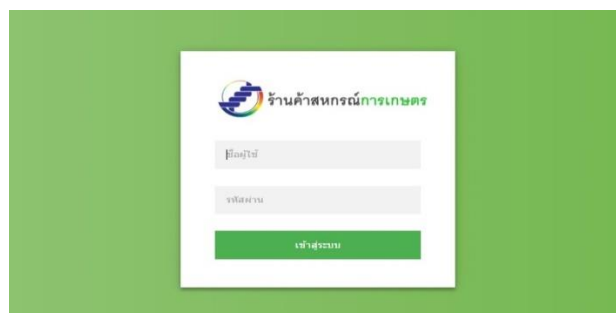 ร้านค้าสหกรณ์การเกษตร
ชื่อผู้ใช้
รหัสผ่าน
เข้าสู่ระบบ